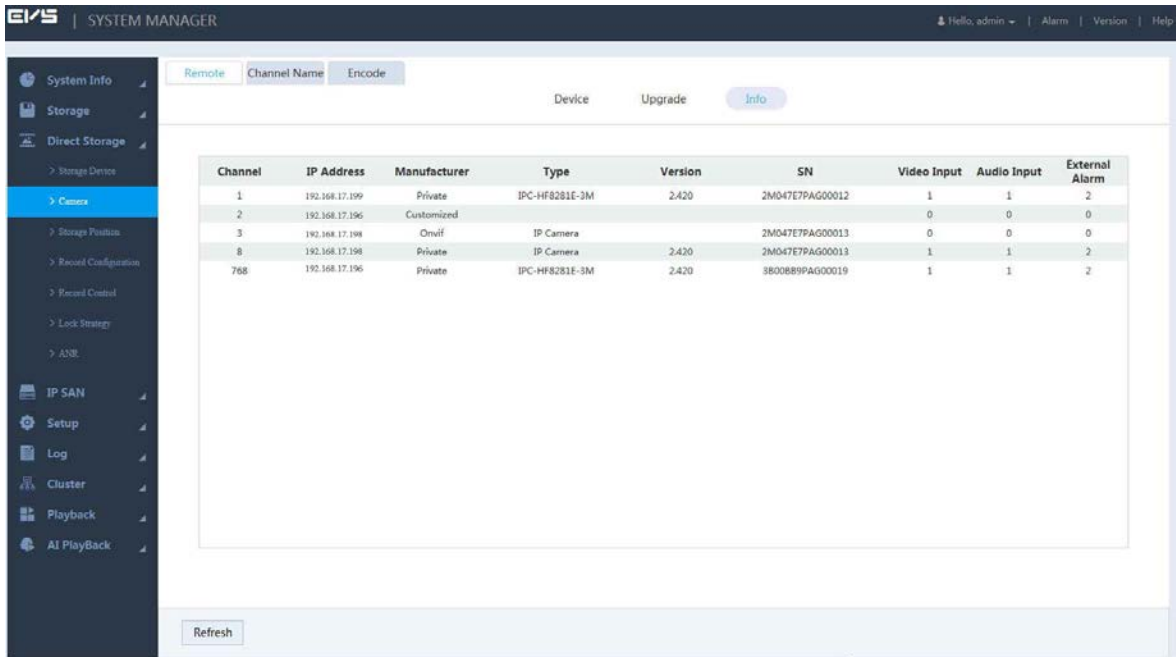 EVS | SYSTEM MANAGER Hello, admin | Alarm | Version | Help
System Info
Storage
Direct Storage
> Storage Device
> Camera
> Storage Position
> Record Configuration
> Record Control
> Lock Strategy
> ANR
IP SAN
Setup
Log
Cluster
Playback
AI PlayBack
Remote Channel Name Encode
Device Upgrade Info
Channel IP Address Manufacturer Type Version SN Video Input Audio Input External Alarm
1 192.168.17.199 Private IPC-HF8281E-3M 2.420 2M047E7PAG00012 1 1 2
2 192.168.17.196 Customized 0 0 0
3 192.168.17.198 Onvif IP Camera 2M047E7PAG00013 0 0 0
8 192.168.17.198 Private IP Camera 2.420 2M047E7PAG00013 1 1 2
768 192.168.17.196 Private IPC-HF8281E-3M 2.420 3B00BB9PAG00019 1 1 2
Refresh